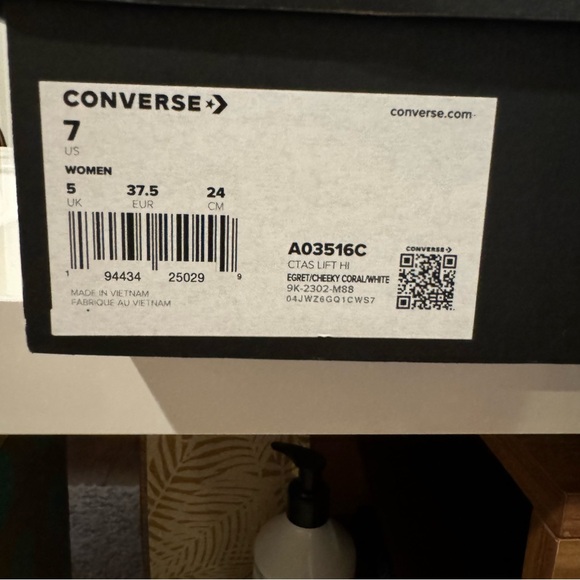 CONVERSE
converse.com
7
US
WOMEN
5 37.5 24
UK EUR CM
1 94434 25029 9
MADE IN VIETNAM
FABRIQUE AU VIETNAM
A03516C
CTAS LIFT HI
EGRET/CHEEKY CORAL/WHITE
9K-2302-M88
04JWZ6GQ1CWS7
CONVERSE